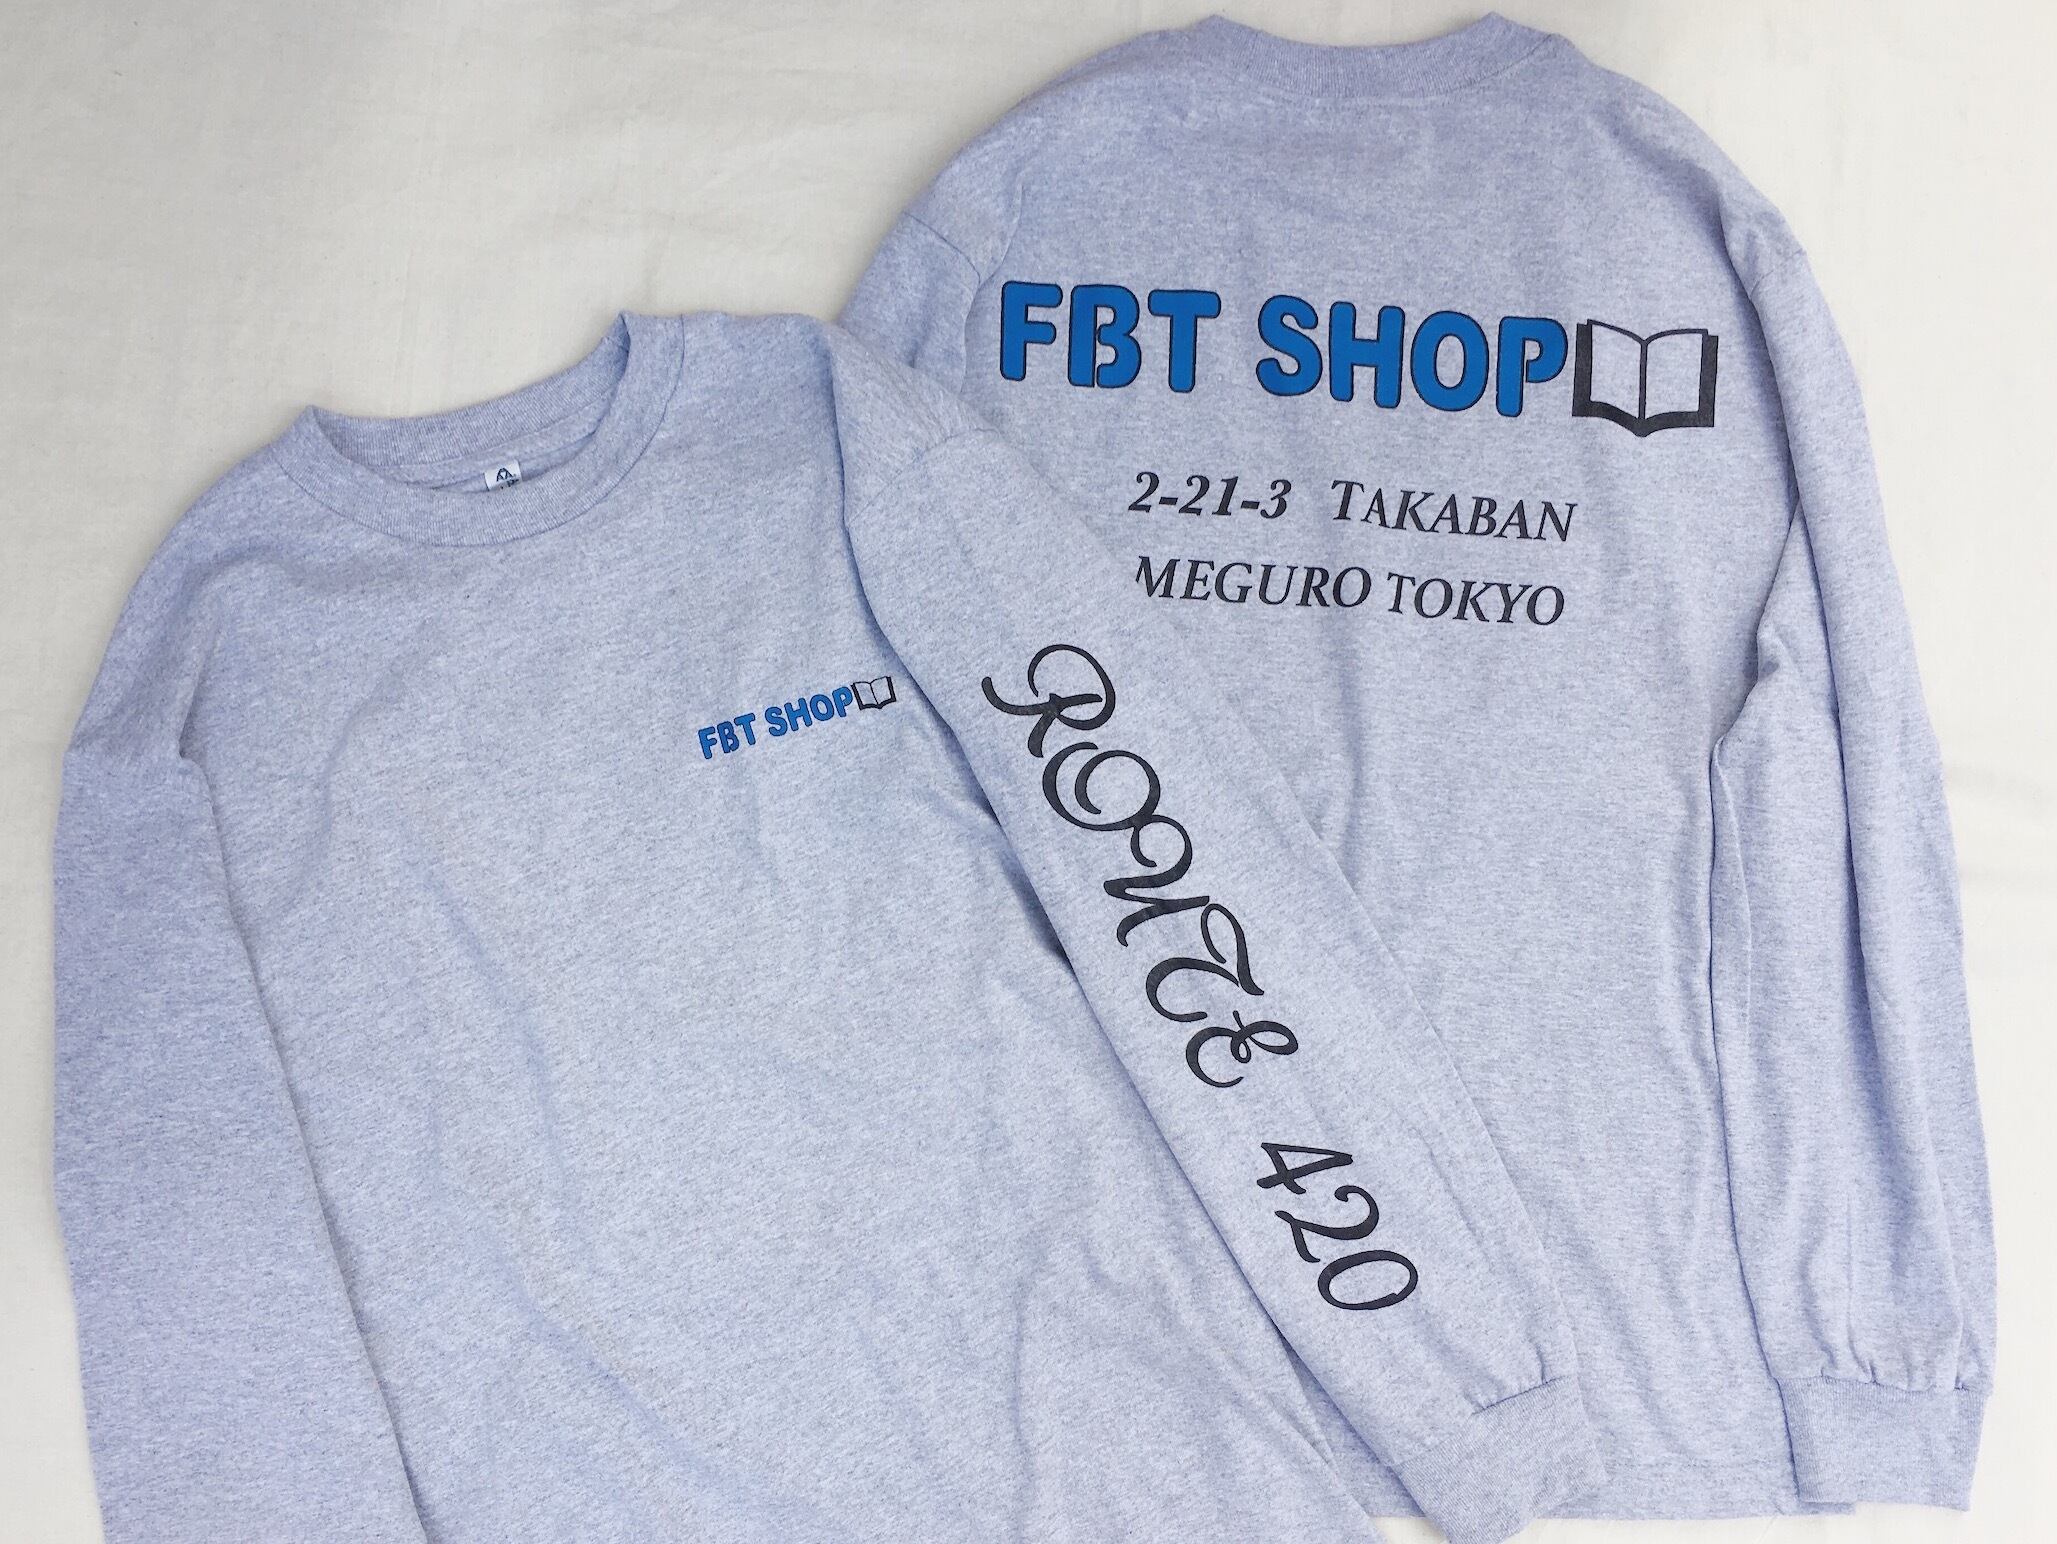 FBT SHOP
2-21-3 TAKABAN
MEGURO TOKYO
FBT SHOP
ROUTE 420